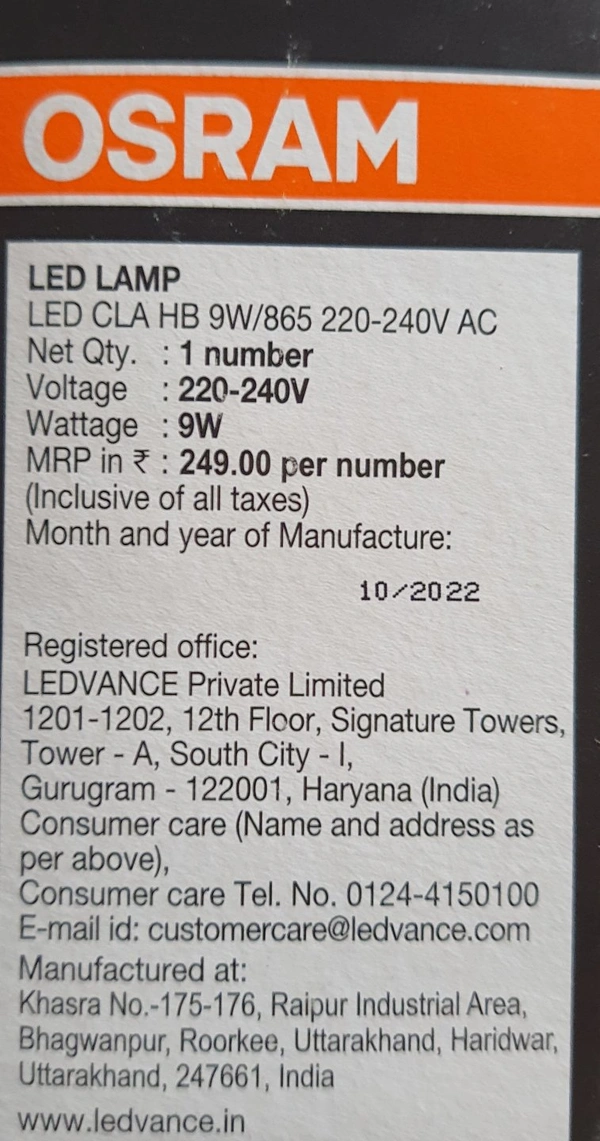 OSRAM
LED LAMP
LED CLA HB 9W/865 220-240V AC
Net Qty. : 1 number
Voltage : 220-240V
Wattage : 9W
MRP in ₹ : 249.00 per number
(Inclusive of all taxes)
Month and year of Manufacture:
10/2022
Registered office:
LEDVANCE Private Limited
1201-1202, 12th Floor, Signature Towers,
Tower - A, South City - I,
Gurugram - 122001, Haryana (India)
Consumer care (Name and address as
per above),
Consumer care Tel. No. 0124-4150100
E-mail id: customercare@ledvance.com
Manufactured at:
Khasra No.-175-176, Raipur Industrial Area,
Bhagwanpur, Roorkee, Uttarakhand, Haridwar,
Uttarakhand, 247661, India
www.ledvance.in